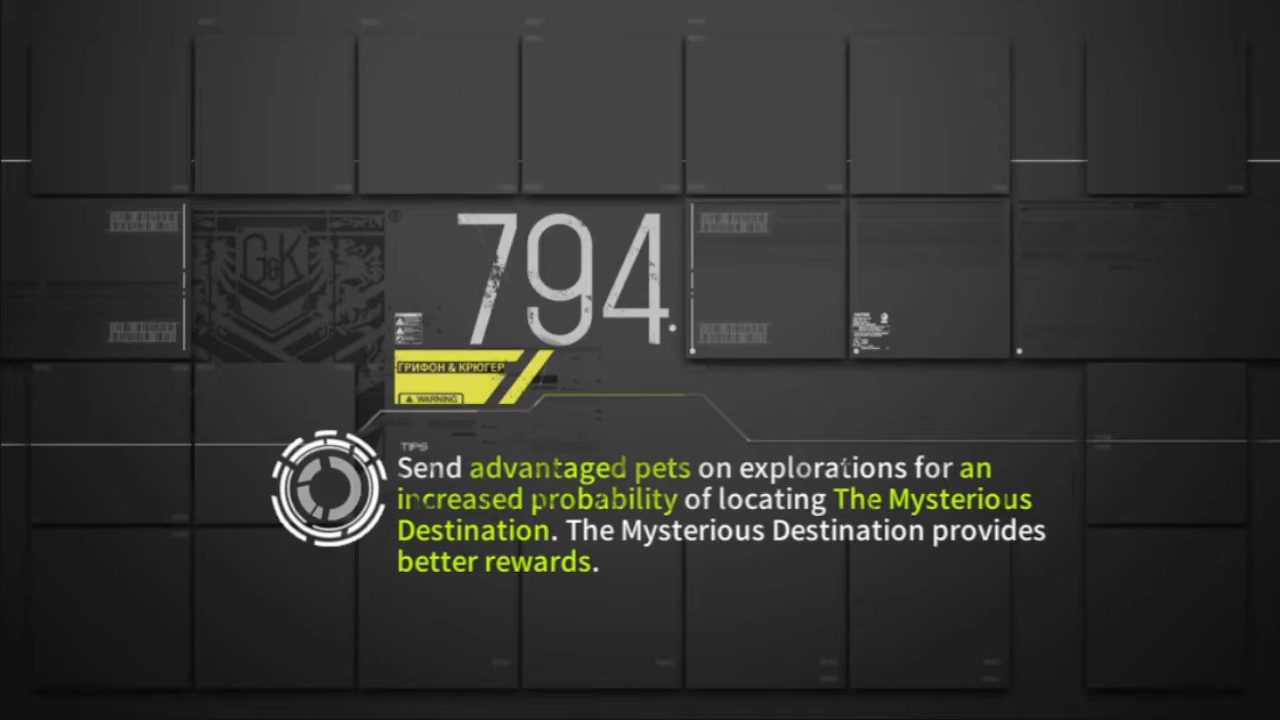 G&K
794.
ГРИФОН & КРЮГЕР
WARNING
TIPS
Send advantaged pets on explorations for an
increased probability of locating The Mysterious
Destination. The Mysterious Destination provides
better rewards.